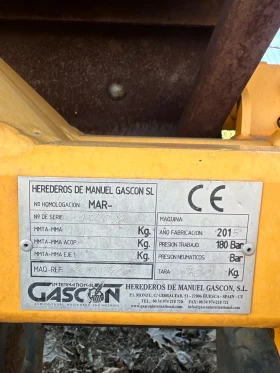 HEREDEROS DE MANUEL GASCON SL
CE
Nº HOMOLOGACION MAR-
Nº DE SERIE
MAQUINA
MMTA-MMA Kg.
AÑO FABRICACION 201
MMTA-MMA ACOP. Kg.
PRESION TRABAJO 180 Bar
MMTA-MMA EJE.1 Kg.
PRESION MAX. Bar
MAQ-REF
TARA Kg
INTERNATIONAL
GASCON
HEREDEROS DE MANUEL GASCON, S.L.